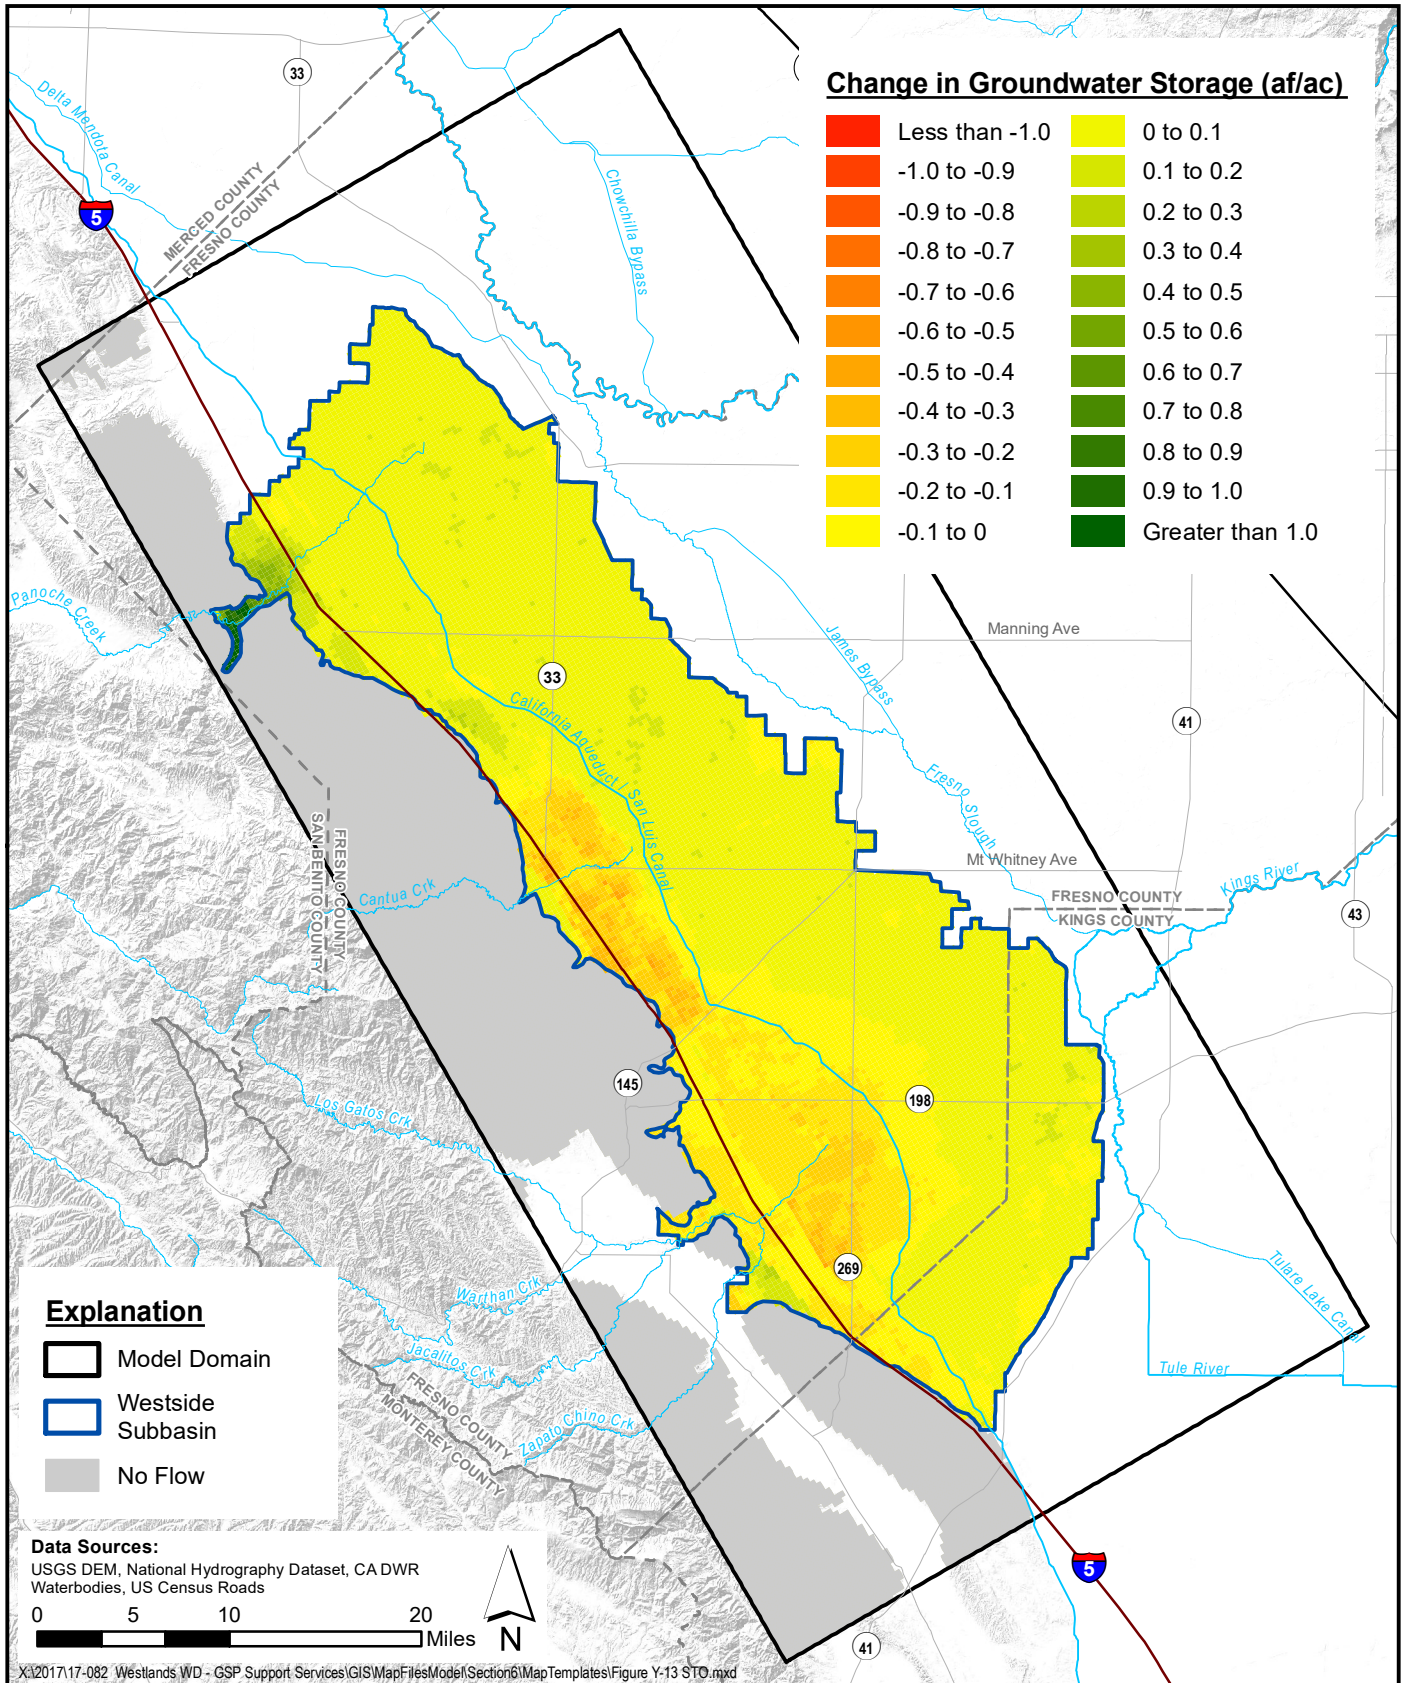 Change in Groundwater Storage (af/ac)
Less than -1.0
-1.0 to -0.9
-0.9 to -0.8
-0.8 to -0.7
-0.7 to -0.6
-0.6 to -0.5
-0.5 to -0.4
-0.4 to -0.3
-0.3 to -0.2
-0.2 to -0.1
-0.1 to 0
0 to 0.1
0.1 to 0.2
0.2 to 0.3
0.3 to 0.4
0.4 to 0.5
0.5 to 0.6
0.6 to 0.7
0.7 to 0.8
0.8 to 0.9
0.9 to 1.0
Greater than 1.0
33
Delta Mendota Canal
5
MERCED COUNTY
FRESNO COUNTY
Chowchilla Bypass
Panoche Creek
Manning Ave
James Bypass
33
41
California Aqueduct / San Luis Canal
Fresno Slough
SAN BENITO COUNTY
FRESNO COUNTY
Mt Whitney Ave
Cantua Crk
Kings River
FRESNO COUNTY
KINGS COUNTY
43
145
198
Los Gatos Crk
269
Warthan Crk
Tulare Lake Canal
Jacalitos Crk
Tule River
FRESNO COUNTY
MONTEREY COUNTY
Zapato Chino Crk
5
41
Explanation
Model Domain
Westside
Subbasin
No Flow
Data Sources:
USGS DEM, National Hydrography Dataset, CA DWR
Waterbodies, US Census Roads
0 5 10 20
Miles
N
X:\2017\17-082 Westlands WD - GSP Support Services\GIS\MapFilesModel\Section6\MapTemplates\Figure Y-13 STO.mxd